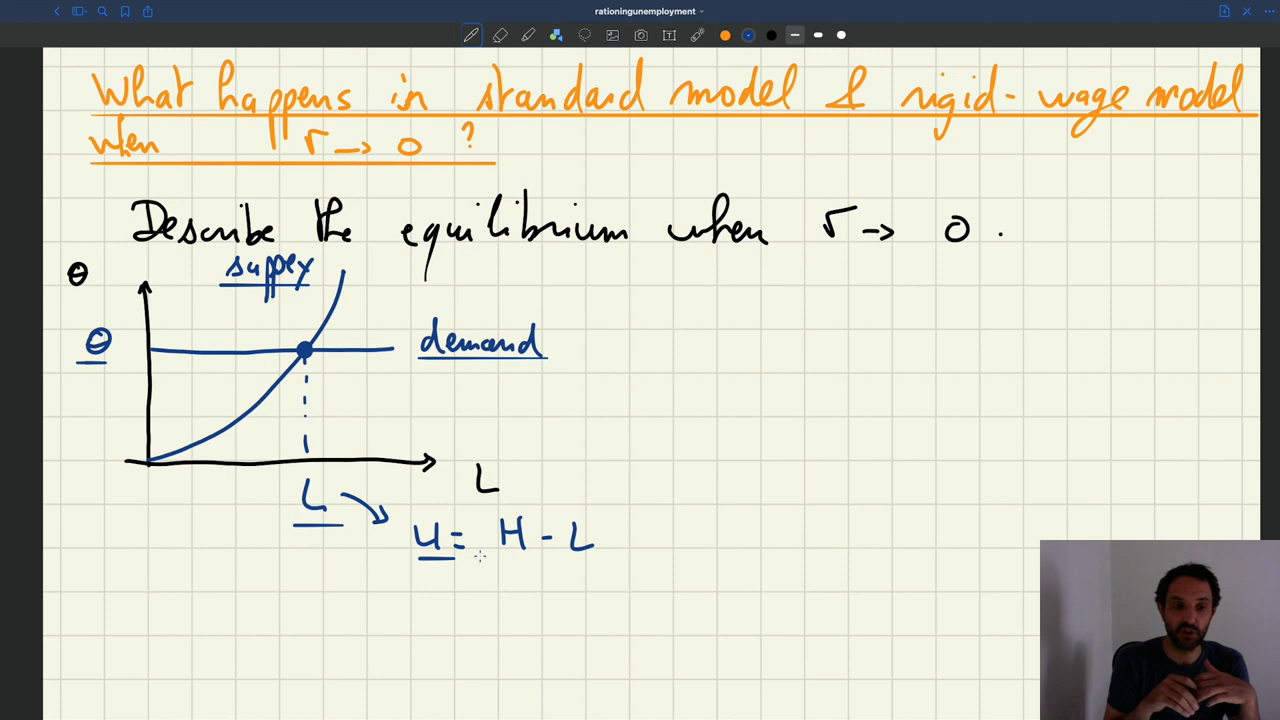 rationingunemployment
What happens in standard model & rigid-wage model
when r → 0 ?
Describe the equilibrium when r → 0 .
θ
supply
θ
demand
L
L
U = H - L